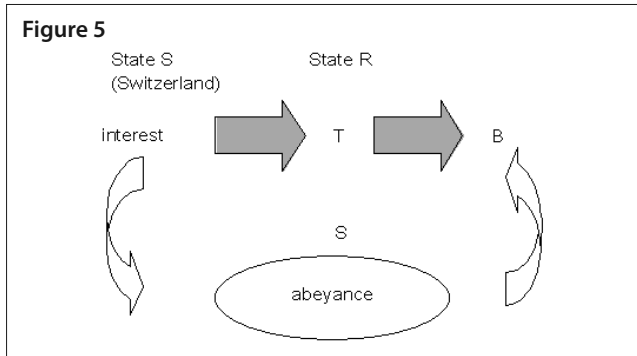 Figure 5
State S State R
(Switzerland)
interest T B
S
abeyance